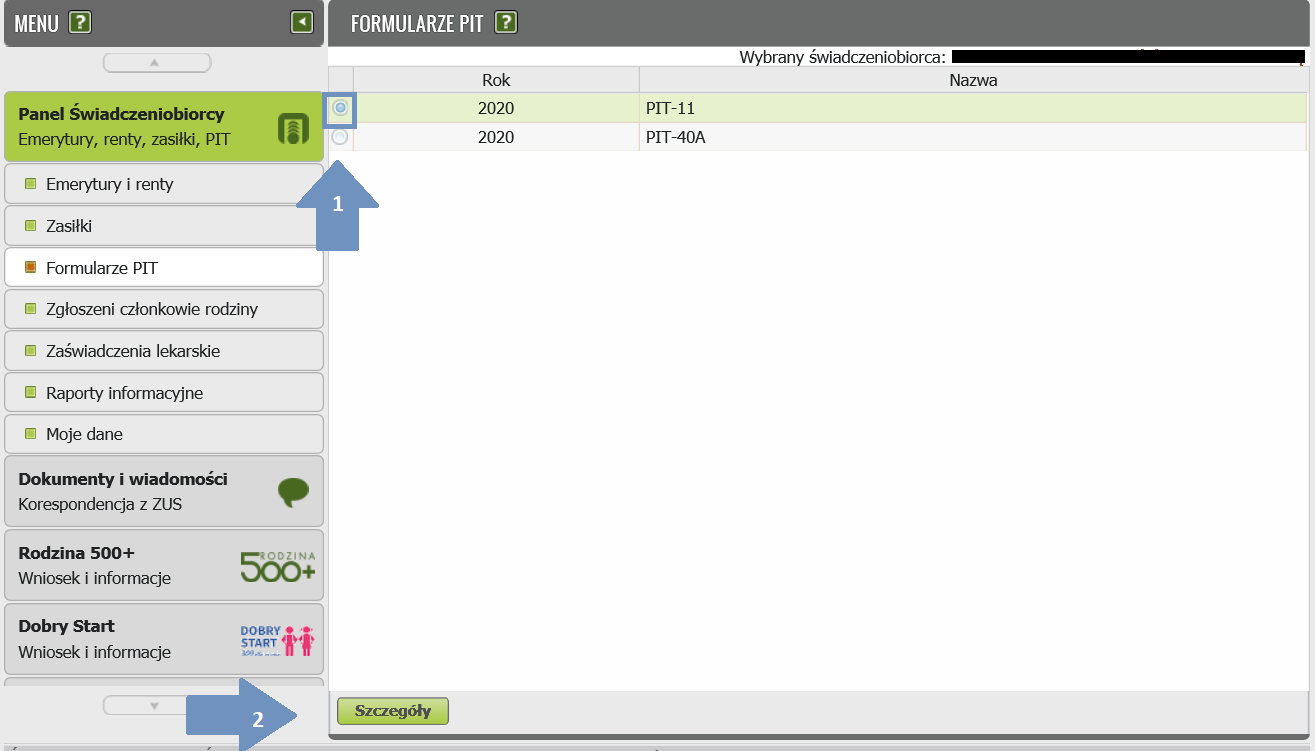 MENU ?
FORMULARZE PIT ?
Wybrany świadczeniobiorca:
Rok Nazwa
2020 PIT-11
2020 PIT-40A
1
Panel Świadczeniobiorcy
Emerytury, renty, zasiłki, PIT
Emerytury i renty
Zasiłki
Formularze PIT
Zgłoszeni członkowie rodziny
Zaświadczenia lekarskie
Raporty informacyjne
Moje dane
Dokumenty i wiadomości
Korespondencja z ZUS
Rodzina 500+
Wniosek i informacje
RODZINA
500+
Dobry Start
Wniosek i informacje
DOBRY
START
2
Szczegóły